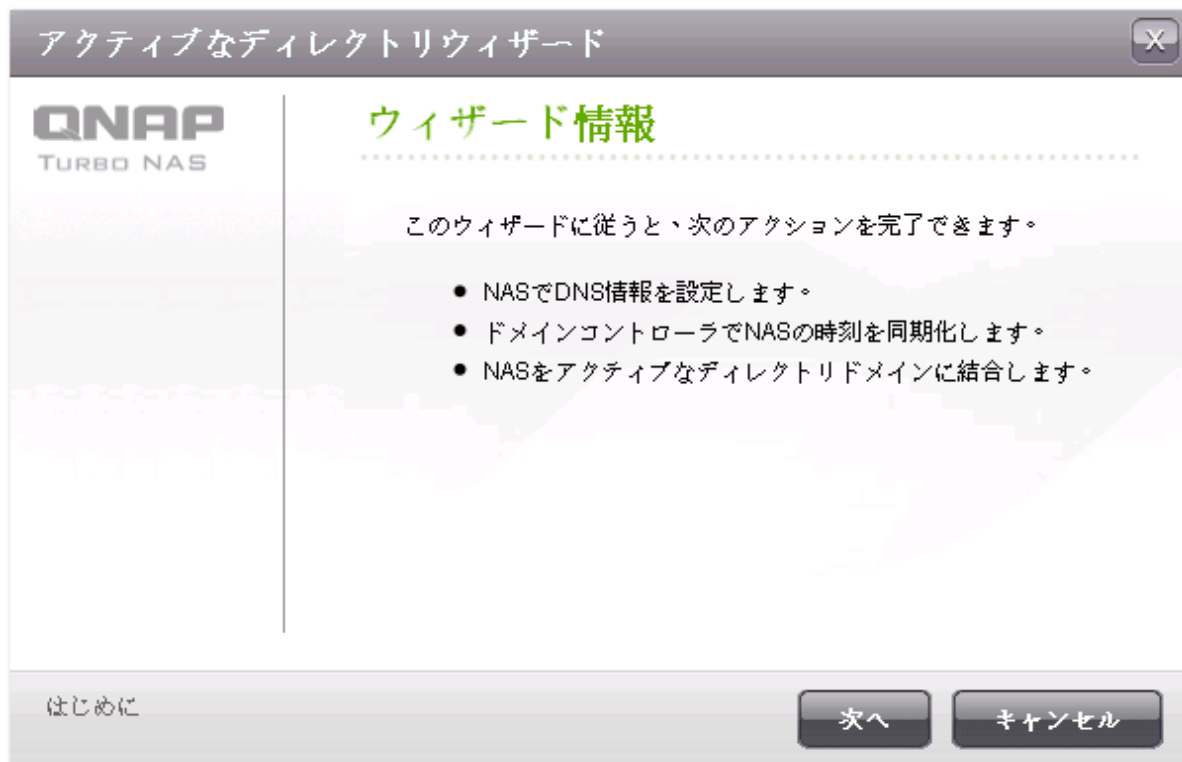 アクティブなディレクトリウィザード
X
QNAP
TURBO NAS
ウィザード情報
このウィザードに従うと、次のアクションを完了できます。
● NASでDNS情報を設定します。
● ドメインコントローラでNASの時刻を同期化します。
● NASをアクティブなディレクトリドメインに結合します。
はじめに
次へ
キャンセル